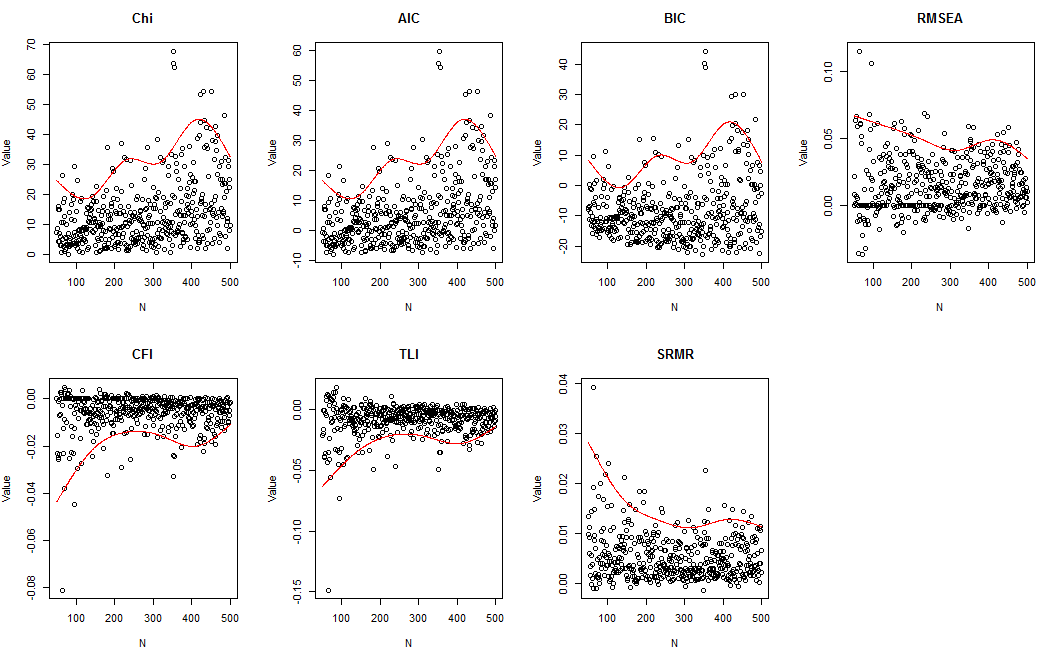 Chi
AIC
BIC
RMSEA
Value
0 10 20 30 40 50 60 70
100 200 300 400 500
N
Value
-10 0 10 20 30 40 50 60
100 200 300 400 500
N
Value
-20 -10 0 10 20 30 40
100 200 300 400 500
N
Value
0.00 0.05 0.10
100 200 300 400 500
N
CFI
TLI
SRMR
Value
-0.08 -0.06 -0.04 -0.02 0.00
100 200 300 400 500
N
Value
-0.15 -0.10 -0.05 0.00
100 200 300 400 500
N
Value
0.00 0.01 0.02 0.03 0.04
100 200 300 400 500
N